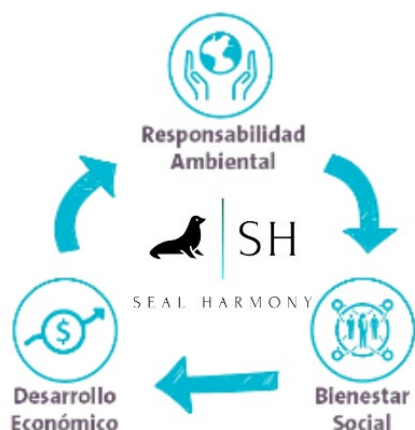 Responsabilidad
Ambiental
SH
SEAL HARMONY
$
Desarrollo
Económico
Bienestar
Social